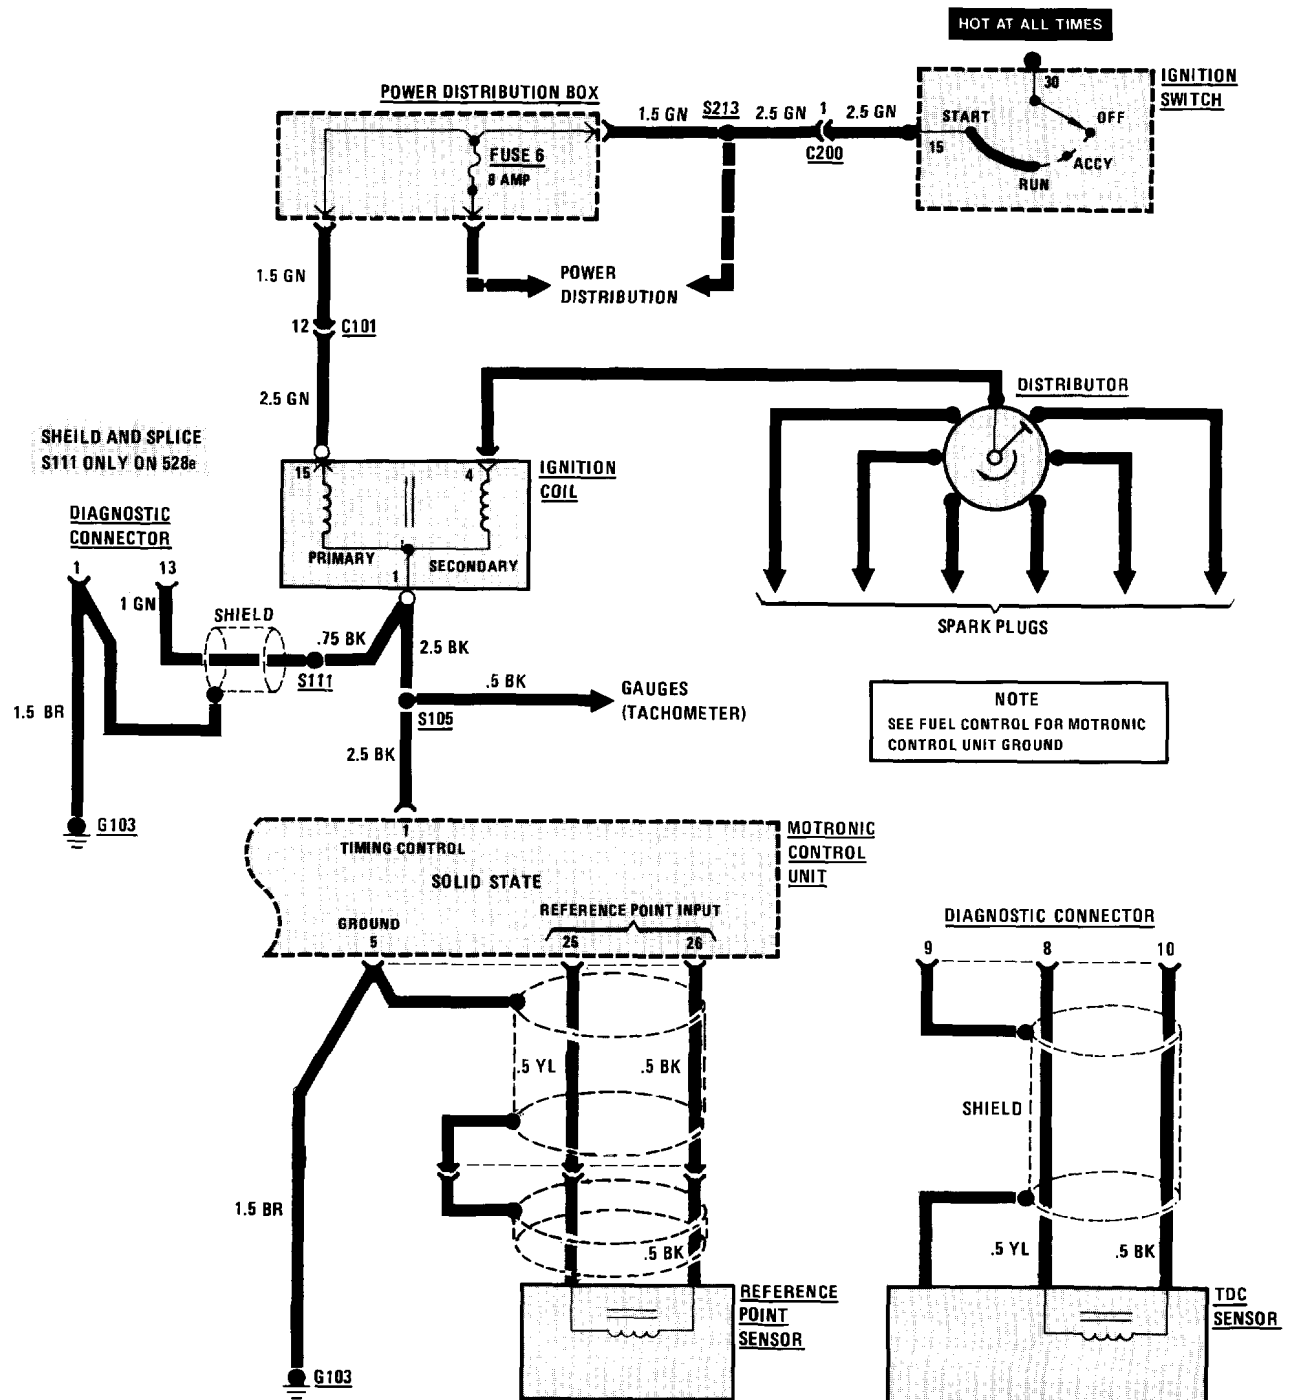 HOT AT ALL TIMES
30
IGNITION
SWITCH
START
OFF
15
ACCY
RUN
POWER DISTRIBUTION BOX
1.5 GN
S213
2.5 GN
1
2.5 GN
C200
FUSE 6
8 AMP
1.5 GN
POWER
DISTRIBUTION
12
C101
2.5 GN
DISTRIBUTOR
SHEILD AND SPLICE
S111 ONLY ON 528e
15
4
IGNITION
COIL
PRIMARY
SECONDARY
1
DIAGNOSTIC
CONNECTOR
1
13
1 GN
SHIELD
.75 BK
2.5 BK
S111
SPARK PLUGS
.5 BK
GAUGES
(TACHOMETER)
S105
1.5 BR
2.5 BK
NOTE
SEE FUEL CONTROL FOR MOTRONIC
CONTROL UNIT GROUND
G103
1
TIMING CONTROL
SOLID STATE
MOTRONIC
CONTROL
UNIT
GROUND
5
REFERENCE POINT INPUT
25
26
DIAGNOSTIC CONNECTOR
9
8
10
.5 YL
.5 BK
SHIELD
1.5 BR
.5 BK
.5 YL
.5 BK
REFERENCE
POINT
SENSOR
TDC
SENSOR
G103